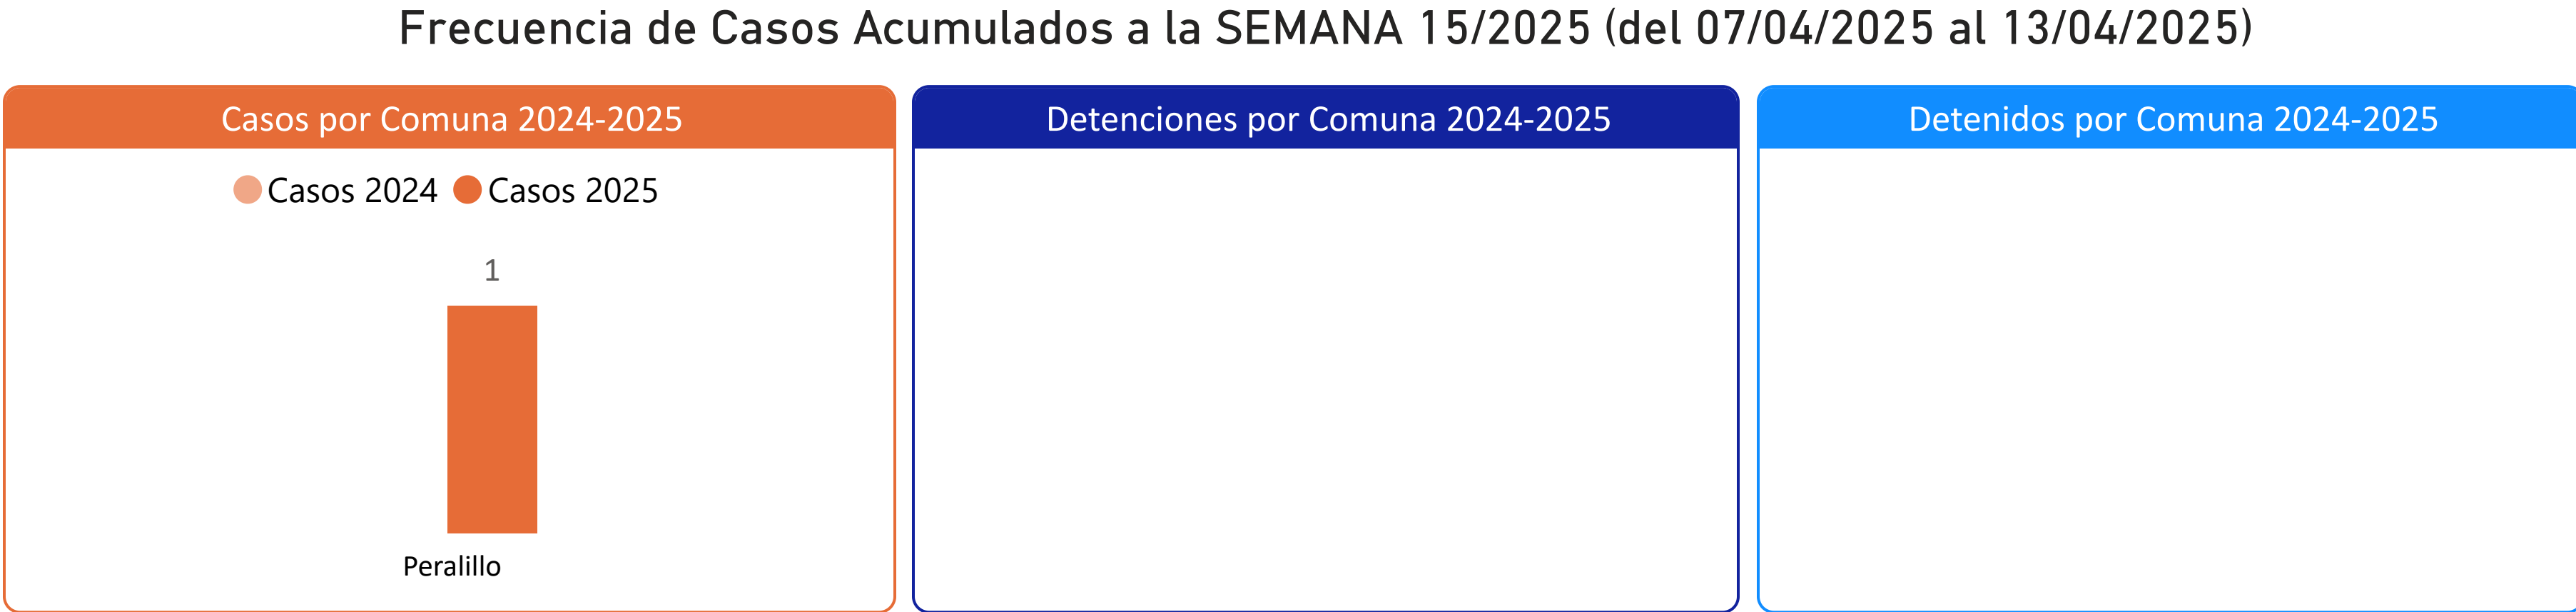 Frecuencia de Casos Acumulados a la SEMANA 15/2025 (del 07/04/2025 al 13/04/2025)
Casos por Comuna 2024-2025
Casos 2024 Casos 2025
1
Peralillo
Detenciones por Comuna 2024-2025
Detenidos por Comuna 2024-2025